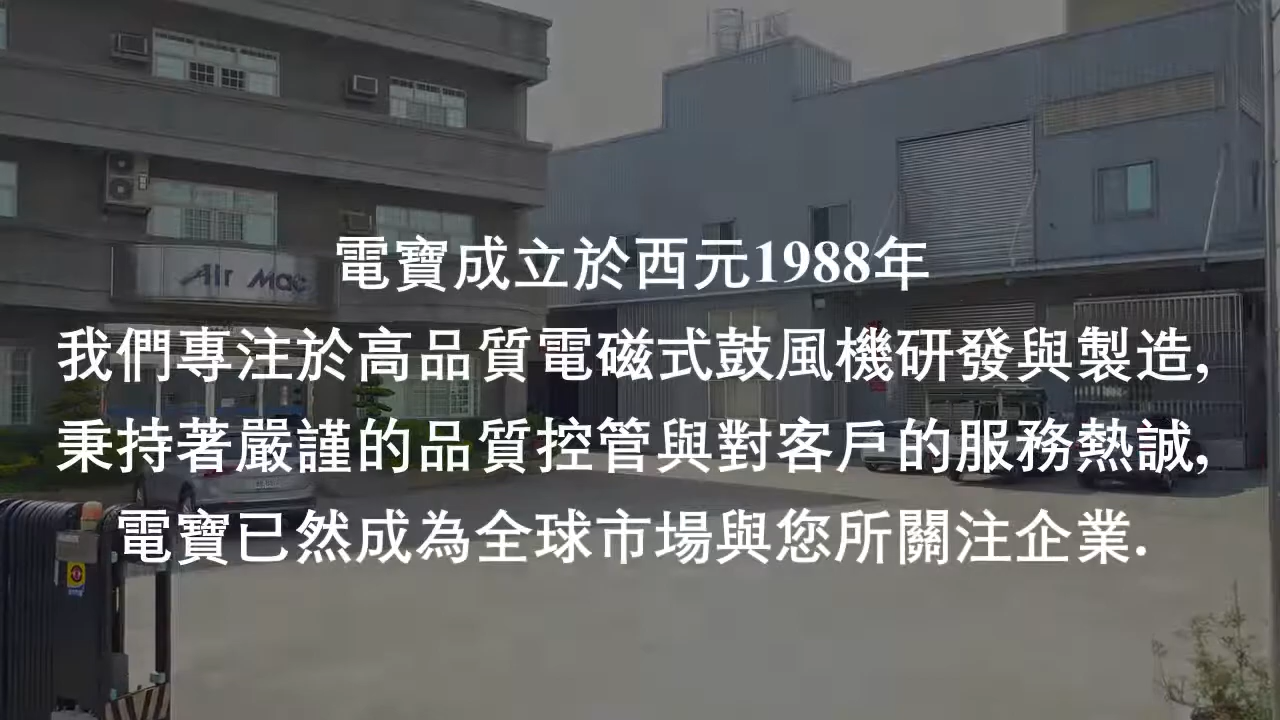 Air Mac
電寶成立於西元1988年
我們專注於高品質電磁式鼓風機研發與製造,
秉持著嚴謹的品質控管與對客戶的服務熱誠,
電寶已然成為全球市場與您所關注企業.